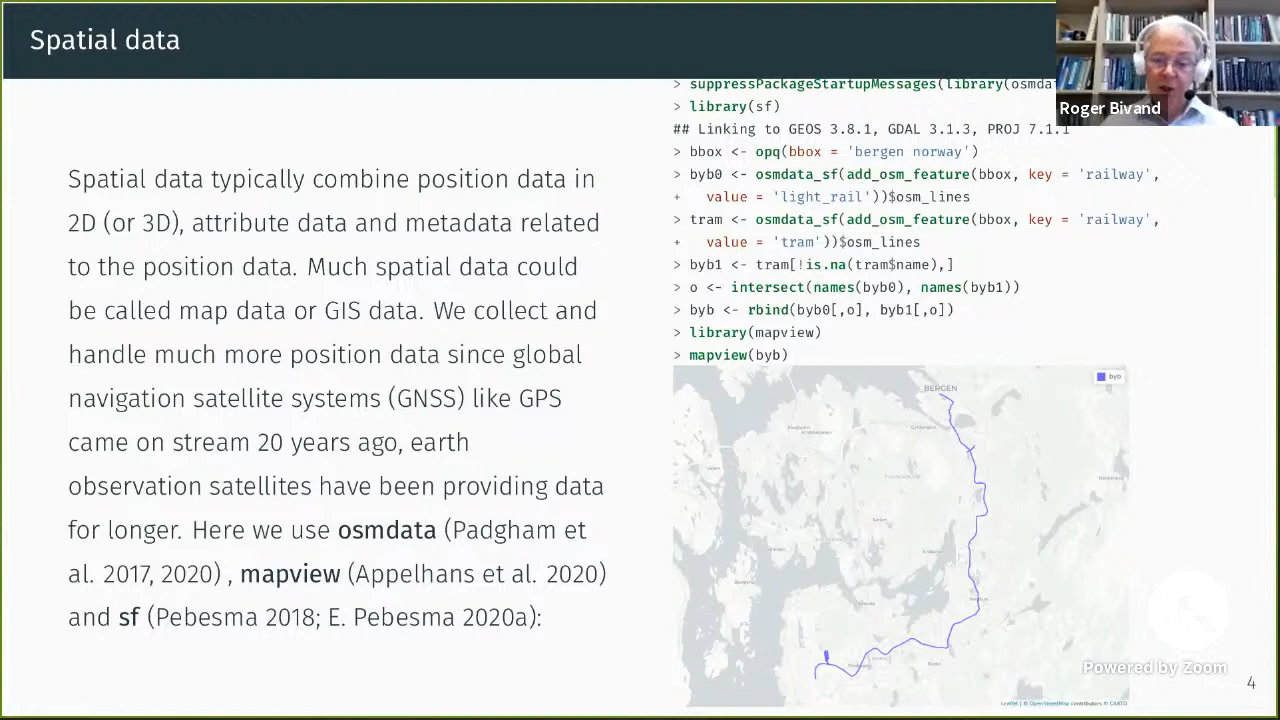 Spatial data
Spatial data typically combine position data in
2D (or 3D), attribute data and metadata related
to the position data. Much spatial data could
be called map data or GIS data. We collect and
handle much more position data since global
navigation satellite systems (GNSS) like GPS
came on stream 20 years ago, earth
observation satellites have been providing data
for longer. Here we use osmdata (Padgham et
al. 2017, 2020) , mapview (Appelhans et al. 2020)
and sf (Pebesma 2018; E. Pebesma 2020a):
> suppressPackageStartupMessages(library(osmdat
> library(sf)
## Linking to GEOS 3.8.1, GDAL 3.1.3, PROJ 7.1.1
> bbox <- opq(bbox = 'bergen norway')
> byb0 <- osmdata_sf(add_osm_feature(bbox, key = 'railway',
+ value = 'light_rail'))$osm_lines
> tram <- osmdata_sf(add_osm_feature(bbox, key = 'railway',
+ value = 'tram'))$osm_lines
> byb1 <- tram[!is.na(tram$name),]
> o <- intersect(names(byb0), names(byb1))
> byb <- rbind(byb0[,o], byb1[,o])
> library(mapview)
> mapview(byb)
Roger Bivand
byb
BERGEN
Leaflet | © OpenStreetMap contributors © CARTO
Powered by Zoom
4